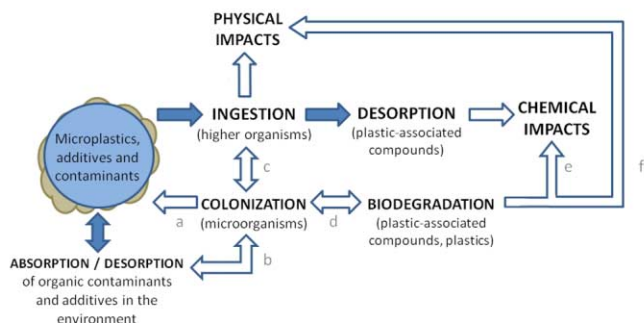 PHYSICAL
IMPACTS
INGESTION
(higher organisms)
DESORPTION
(plastic-associated
compounds)
CHEMICAL
IMPACTS
Microplastics,
additives and
contaminants
c
e
f
a
COLONIZATION
(microorganisms)
d
BIODEGRADATION
(plastic-associated
compounds, plastics)
b
ABSORPTION / DESORPTION
of organic contaminants
and additives in the
environment